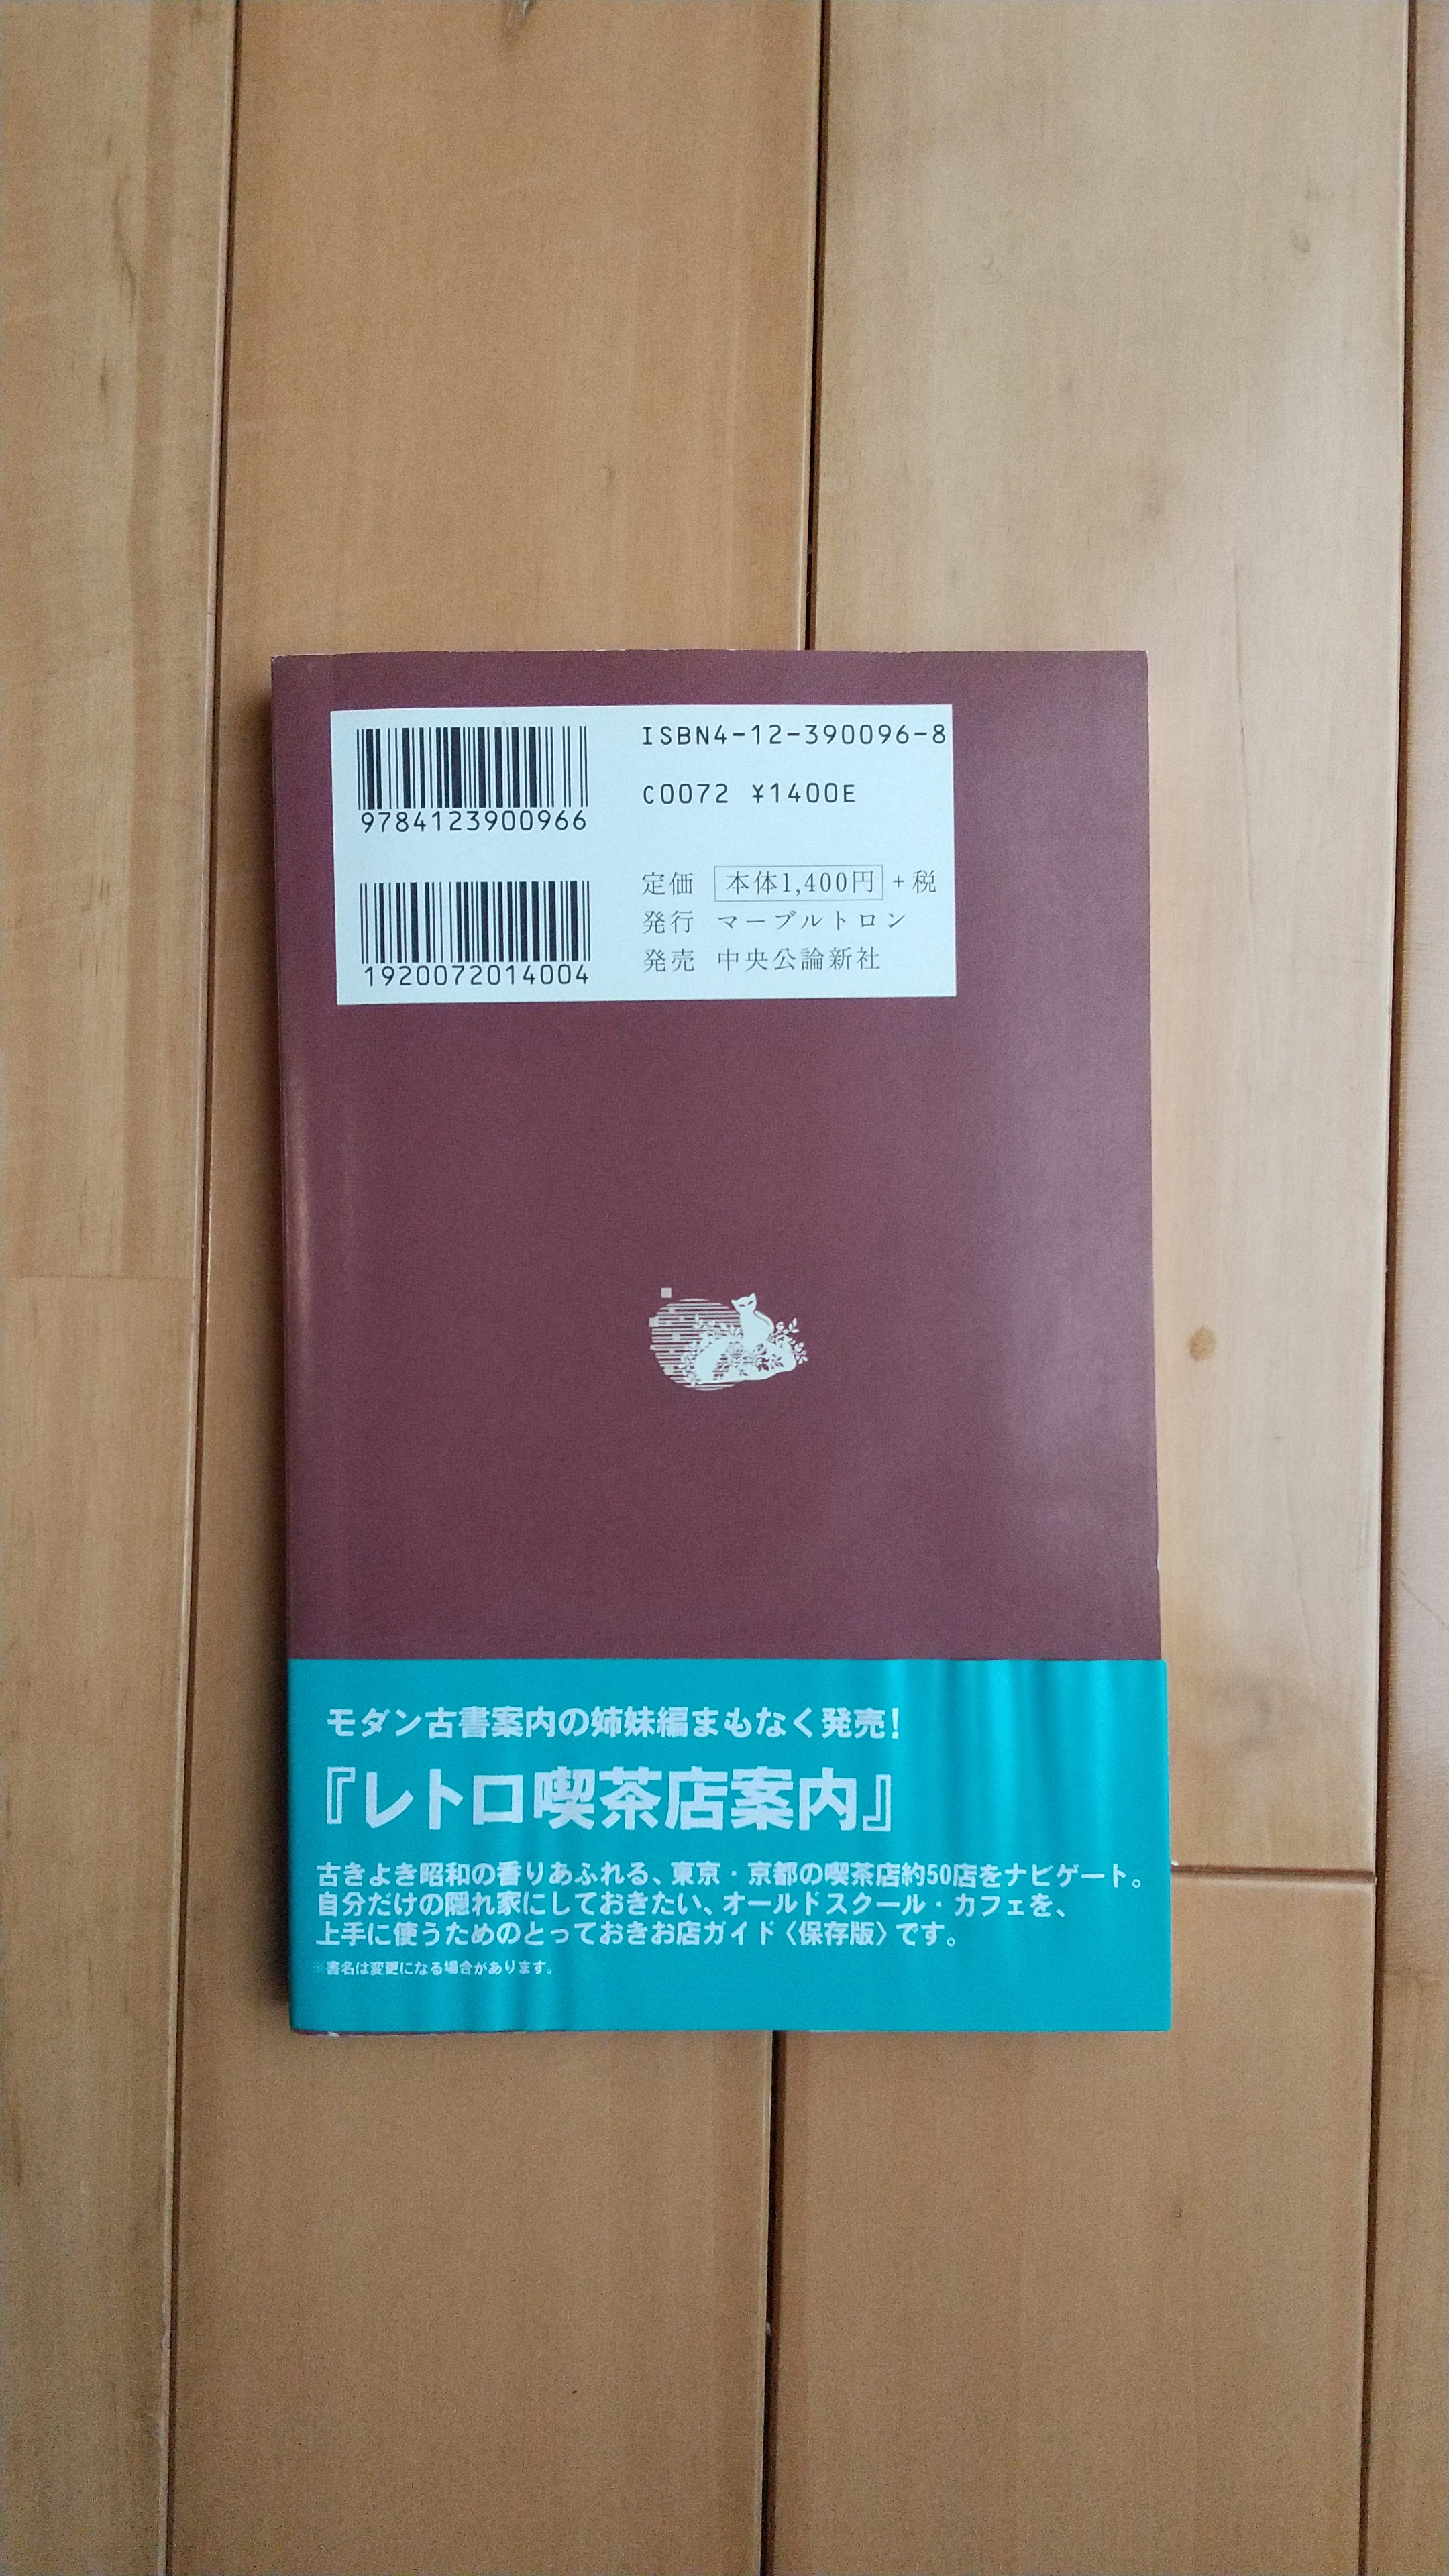 ISBN4-12-390096-8
C0072 ¥1400E
9784123900966
1920072014004
定価 本体1,400円+税
発行 マーブルトロン
発売 中央公論新社
モダン古書案内の姉妹編まもなく発売!
『レトロ喫茶店案内』
古きよき昭和の香りあふれる、東京・京都の喫茶店約50店をナビゲート。
自分だけの隠れ家にしておきたい、オールドスクール・カフェを、
上手に使うためのとっておきお店ガイド〈保存版〉です。
※書名は変更になる場合があります。